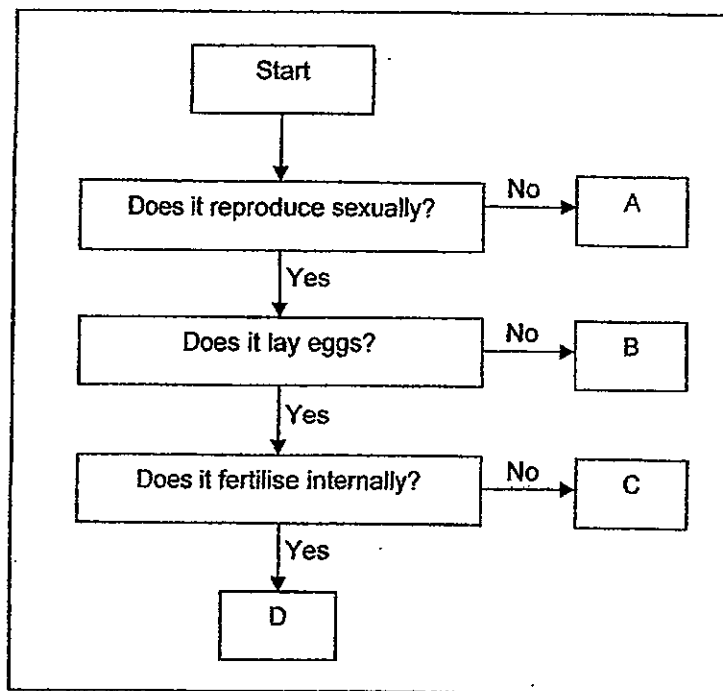 Start
Does it reproduce sexually?
No
A
Yes
Does it lay eggs?
No
B
Yes
Does it fertilise internally?
No
C
Yes
D